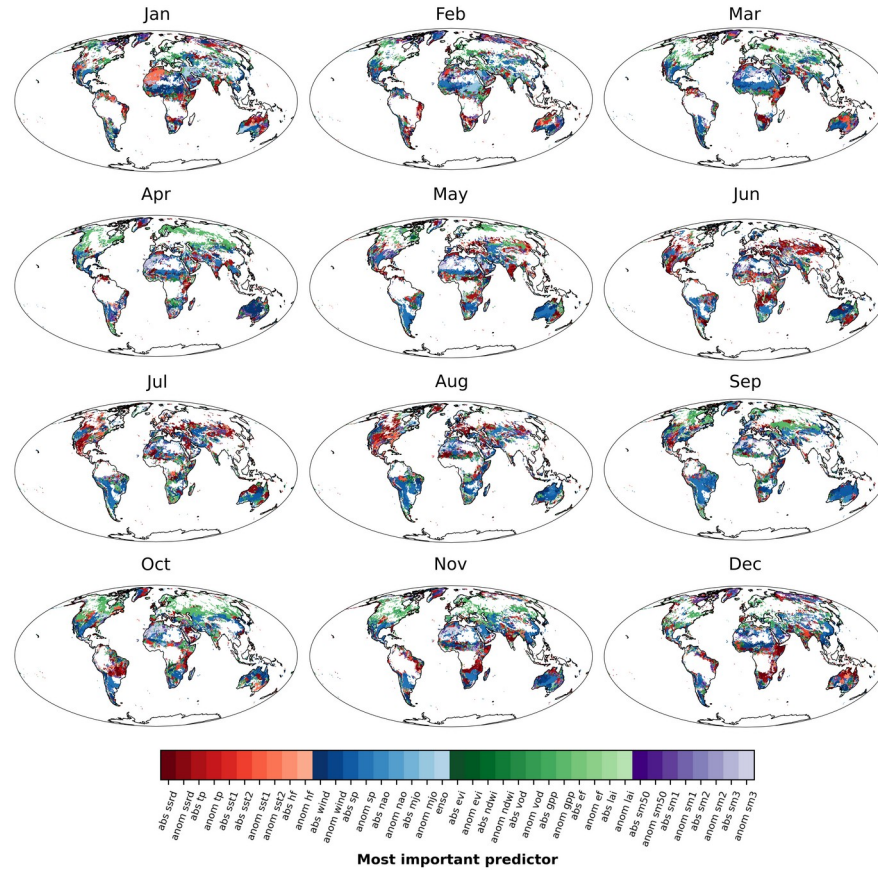 Jan Feb Mar
Apr May Jun
Jul Aug Sep
Oct Nov Dec
abs ssrd
anom ssrd
abs tp
anom tp
abs sst1
abs sst2
anom sst1
anom sst2
abs hf
anom hf
abs wind
anom wind
abs sp
anom sp
abs nao
anom nao
abs mjo
anom mjo
enso
abs evi
anom evi
abs ndwi
anom ndwi
abs vod
anom vod
abs gpp
anom gpp
abs ef
anom ef
abs lai
anom lai
abs sm50
anom sm50
abs sm1
anom sm1
abs sm2
anom sm2
abs sm3
anom sm3
Most important predictor